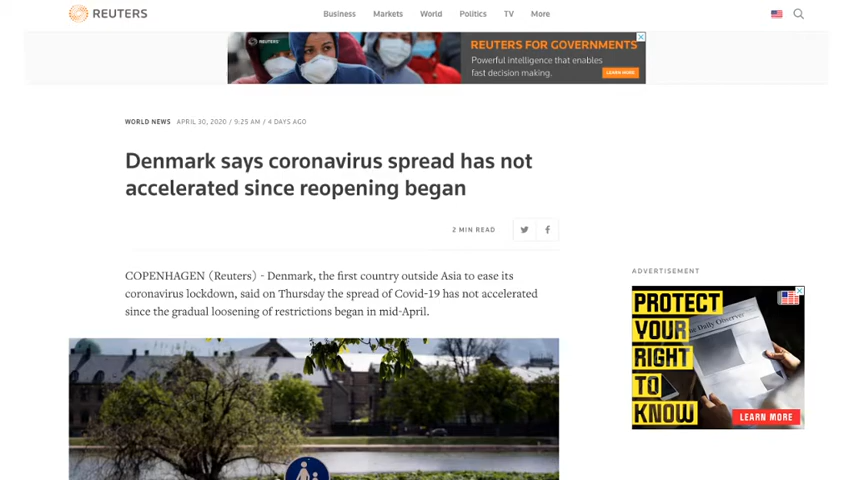 REUTERS
Business Markets World Politics TV More
REUTERS
REUTERS FOR GOVERNMENTS
Powerful intelligence that enables
fast decision making.
LEARN MORE
WORLD NEWS APRIL 30, 2020 / 9:25 AM / 4 DAYS AGO
Denmark says coronavirus spread has not
accelerated since reopening began
2 MIN READ
COPENHAGEN (Reuters) - Denmark, the first country outside Asia to ease its
coronavirus lockdown, said on Thursday the spread of Covid-19 has not accelerated
since the gradual loosening of restrictions began in mid-April.
ADVERTISEMENT
PROTECT
YOUR
RIGHT
TO
KNOW
The Daily Observer
LEARN MORE